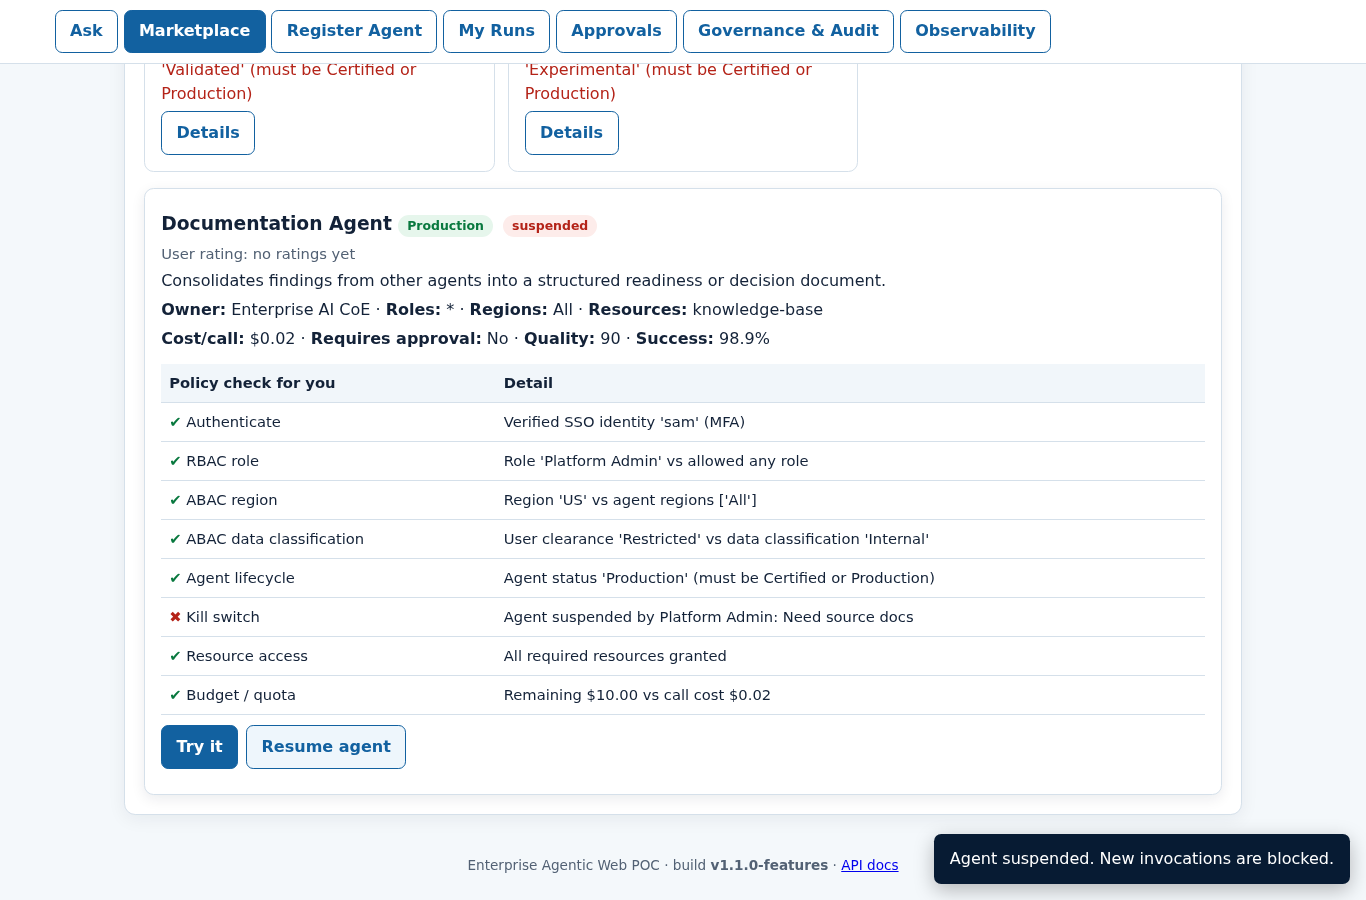 Ask Marketplace Register Agent My Runs Approvals Governance & Audit Observability
'Validated' (must be Certified or
Production)
Details
'Experimental' (must be Certified or
Production)
Details
Documentation Agent Production suspended
User rating: no ratings yet
Consolidates findings from other agents into a structured readiness or decision document.
Owner: Enterprise AI CoE · Roles: * · Regions: All · Resources: knowledge-base
Cost/call: $0.02 · Requires approval: No · Quality: 90 · Success: 98.9%
Policy check for you Detail
✔ Authenticate Verified SSO identity 'sam' (MFA)
✔ RBAC role Role 'Platform Admin' vs allowed any role
✔ ABAC region Region 'US' vs agent regions ['All']
✔ ABAC data classification User clearance 'Restricted' vs data classification 'Internal'
✔ Agent lifecycle Agent status 'Production' (must be Certified or Production)
✖ Kill switch Agent suspended by Platform Admin: Need source docs
✔ Resource access All required resources granted
✔ Budget / quota Remaining $10.00 vs call cost $0.02
Try it Resume agent
Enterprise Agentic Web POC · build v1.1.0-features · API docs
Agent suspended. New invocations are blocked.